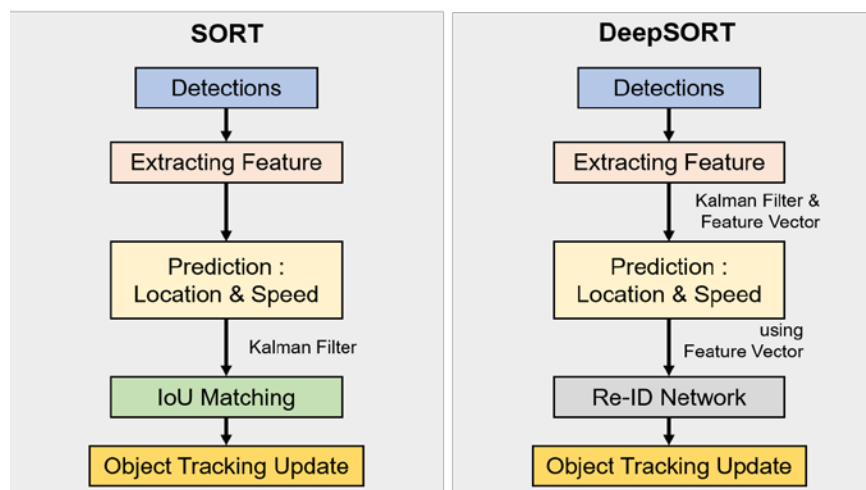 SORT
Detections
Extracting Feature
Prediction :
Location & Speed
Kalman Filter
IoU Matching
Object Tracking Update
DeepSORT
Detections
Extracting Feature
Kalman Filter &
Feature Vector
Prediction :
Location & Speed
using
Feature Vector
Re-ID Network
Object Tracking Update